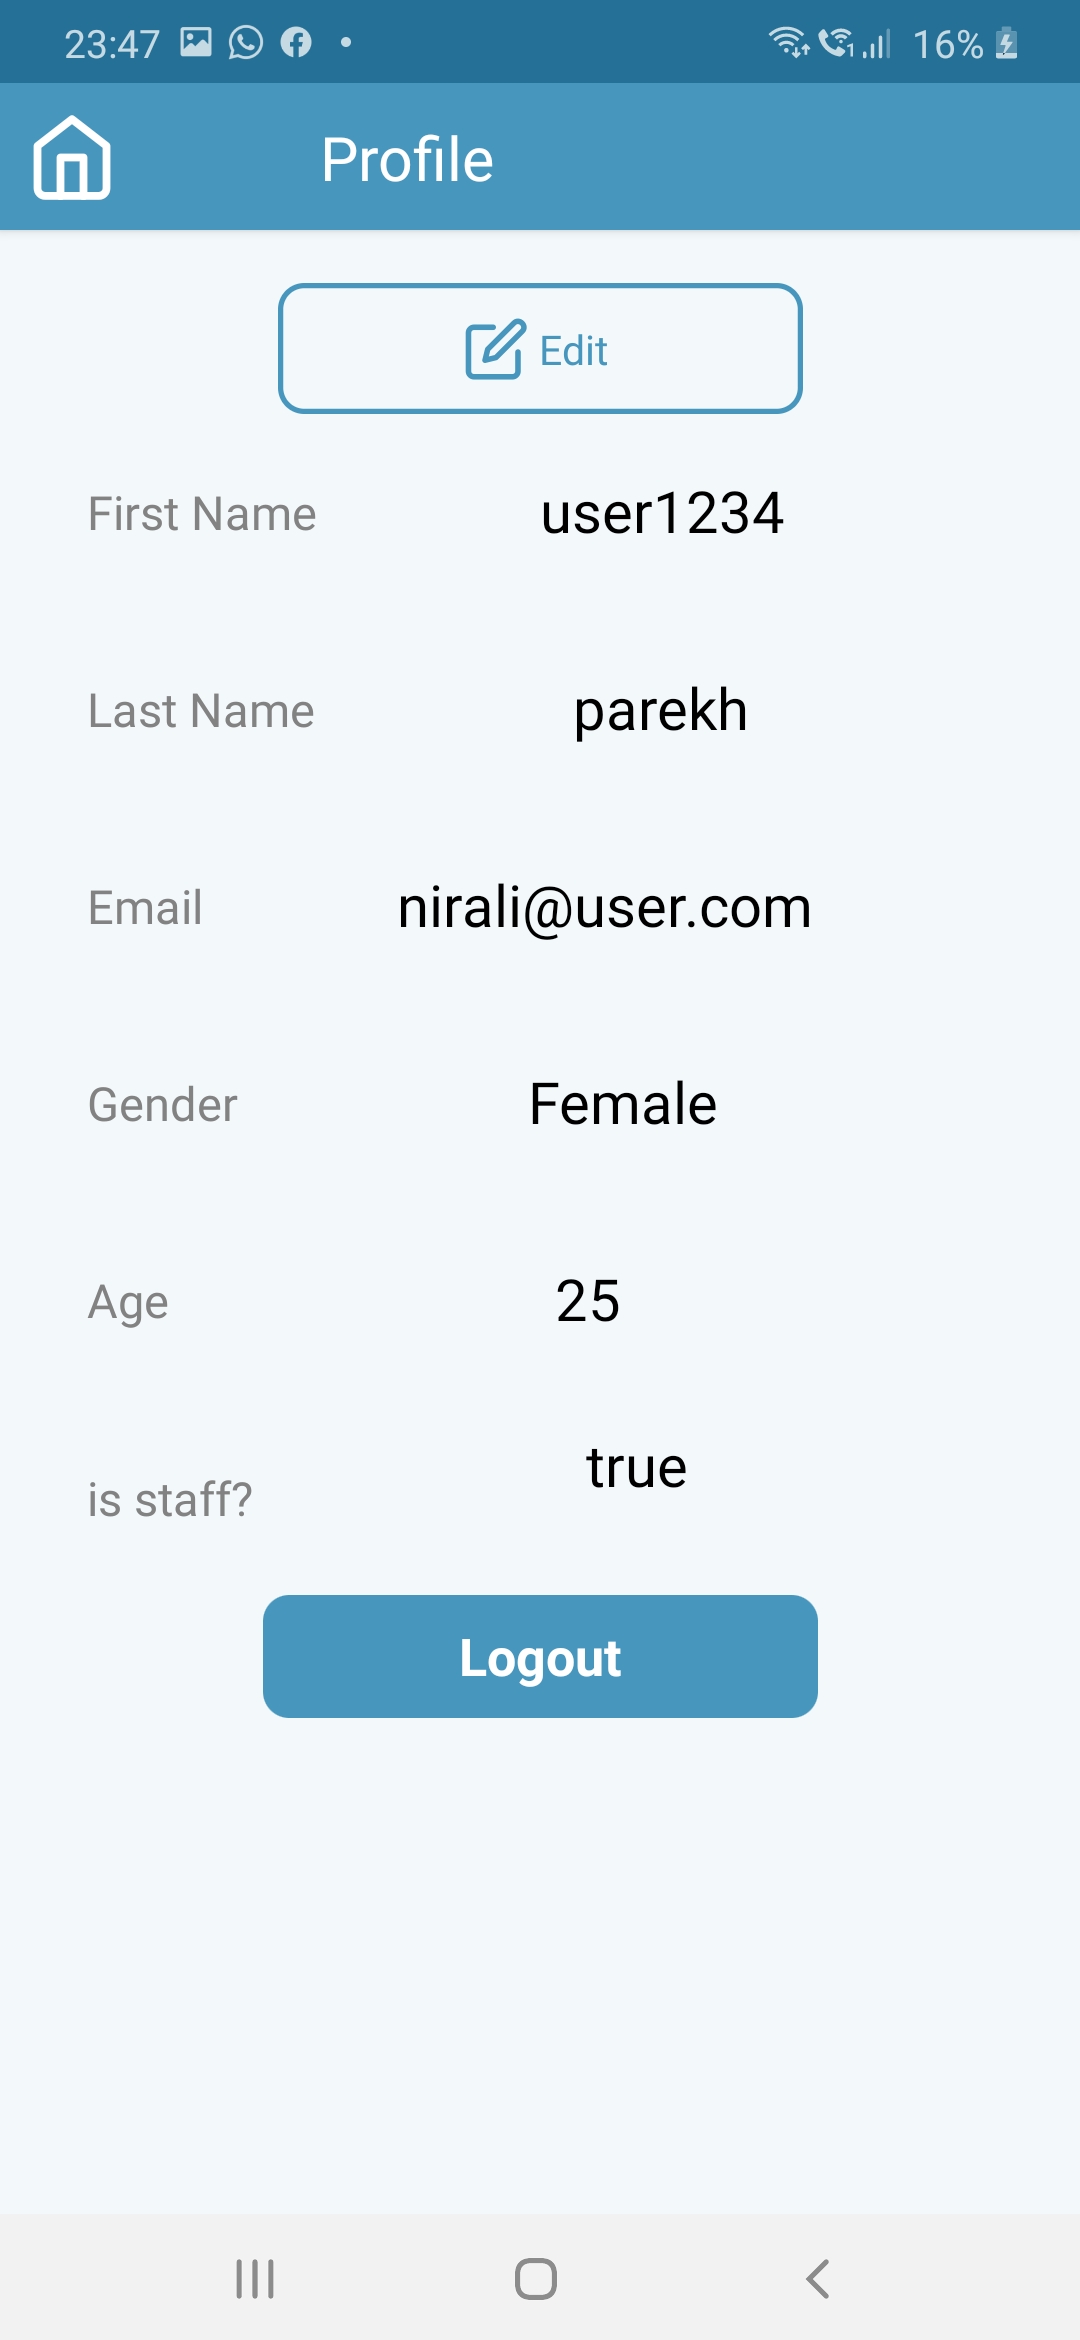 23:47 16%
Profile
Edit
First Name user1234
Last Name parekh
Email nirali@user.com
Gender Female
Age 25
is staff? true
Logout